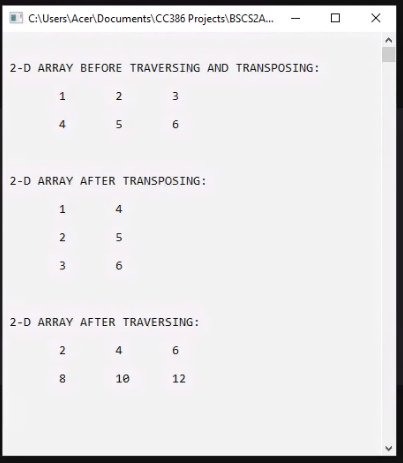 C:\Users\Acer\Documents\CC386 Projects\BSCS2A...
2-D ARRAY BEFORE TRAVERSING AND TRANSPOSING:
1 2 3
4 5 6
2-D ARRAY AFTER TRANSPOSING:
1 4
2 5
3 6
2-D ARRAY AFTER TRAVERSING:
2 4 6
8 10 12